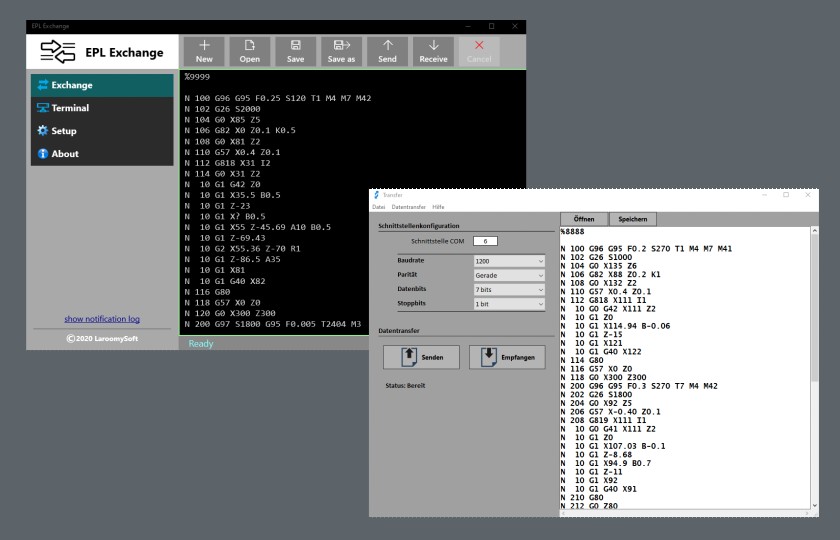 EPL Exchange
EPL Exchange
New
Open
Save
Save as
Send
Receive
Cancel
Exchange
Terminal
Setup
About
show notification log
©2020 LaroomySoft
%9999
N 100 G96 G95 F0.25 S120 T1 M4 M7 M42
N 102 G26 S2000
N 104 G0 X85 Z5
N 106 G82 X0 Z0.1 K0.5
N 108 G0 X81 Z2
N 110 G57 X0.4 Z0.1
N 112 G818 X31 I2
N 114 G0 X31 Z2
N  10 G1 G42 Z0
N  10 G1 X35.5 B0.5
N  10 G1 Z-23
N  10 G1 X? B0.5
N  10 G1 X55 Z-45.69 A10 B0.5
N  10 G1 Z-69.43
N  10 G2 X55.36 Z-70 R1
N  10 G1 Z-86.5 A35
N  10 G1 X81
N  10 G1 G40 X82
N 116 G80
N 118 G57 X0 Z0
N 120 G0 X300 Z300
N 200 G97 S1800 G95 F0.005 T2404 M3
Ready
Transfer
Datei Datentransfer Hilfe
Schnittstellenkonfiguration
Schnittstelle COM 6
Baudrate 1200
Parität Gerade
Datenbits 7 bits
Stoppbits 1 bit
Datentransfer
Senden
Empfangen
Status: Bereit
Öffnen
Speichern
%8888
N 100 G96 G95 F0.2 S270 T1 M4 M7 M41
N 102 G26 S1000
N 104 G0 X135 Z6
N 106 G82 X88 Z0.2 K1
N 108 G0 X132 Z2
N 110 G57 X0.4 Z0.1
N 112 G818 X111 I1
N  10 G0 G42 X111 Z2
N  10 G1 Z0
N  10 G1 X114.94 B-0.06
N  10 G1 Z-15
N  10 G1 X121
N  10 G1 G40 X122
N 114 G80
N 116 G57 X0 Z0
N 118 G0 X300 Z300
N 200 G96 G95 F0.3 S270 T7 M4 M42
N 202 G26 S1800
N 204 G0 X92 Z5
N 206 G57 X-0.40 Z0.1
N 208 G819 X111 I1
N  10 G0 G41 X111 Z2
N  10 G1 Z0
N  10 G1 X107.03 B-0.1
N  10 G1 Z-8.68
N  10 G1 X94.9 B0.7
N  10 G1 Z-11
N  10 G1 X92
N  10 G1 G40 X91
N 210 G80
N 212 G0 Z80